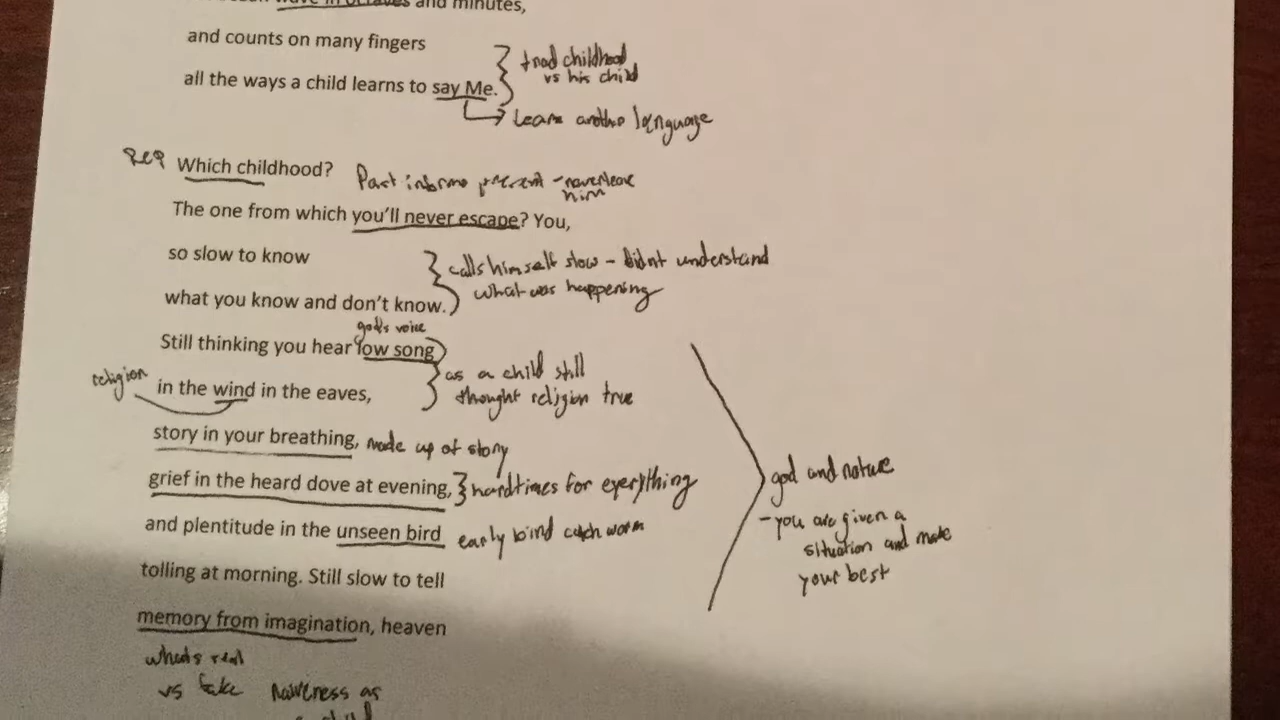 wave in octaves and minutes,
and counts on many fingers
trad childhood
vs his child
all the ways a child learns to say Me.
Learn another language
Rep Which childhood?
Past informs present - never leave
him
The one from which you'll never escape? You,
so slow to know
calls himself slow - didnt understand
what you know and don't know.
what was happening
god's voice
Still thinking you hear low song
religion
in the wind in the eaves,
as a child still
thought religion true
story in your breathing, made up of story
grief in the heard dove at evening, hardtimes for everything
god and nature
and plentitude in the unseen bird early bird catch worm
- you are given a
situation and make
your best
tolling at morning. Still slow to tell
memory from imagination, heaven
whats real
vs fake
naiveness as
child